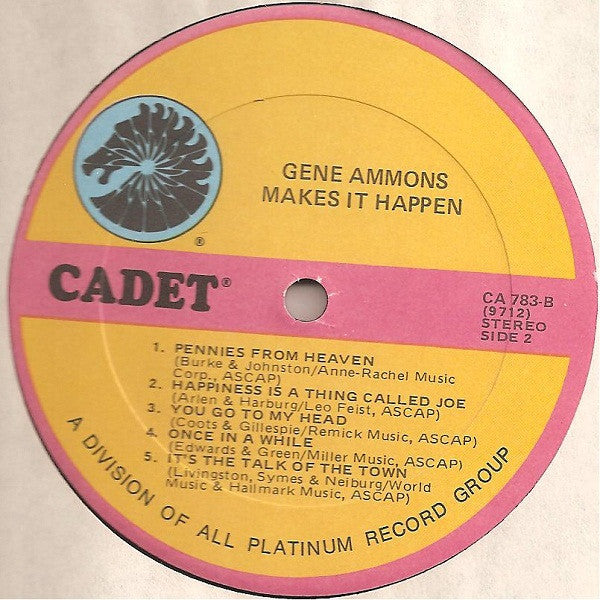 GENE AMMONS
MAKES IT HAPPEN
®
CADET®
CA 783-B
(9712)
STEREO
SIDE 2
1. PENNIES FROM HEAVEN
(Burke & Johnston/Anne-Rachel Music
Corp., ASCAP)
2. HAPPINESS IS A THING CALLED JOE
(Arlen & Harburg/Leo Feist, ASCAP)
3. YOU GO TO MY HEAD
(Coots & Gillespie/Remick Music, ASCAP)
4. ONCE IN A WHILE
(Edwards & Green/Miller Music, ASCAP)
5. IT'S THE TALK OF THE TOWN
(Livingston, Symes & Neiburg/World
Music & Hallmark Music, ASCAP)
A DIVISION OF ALL PLATINUM RECORD GROUP